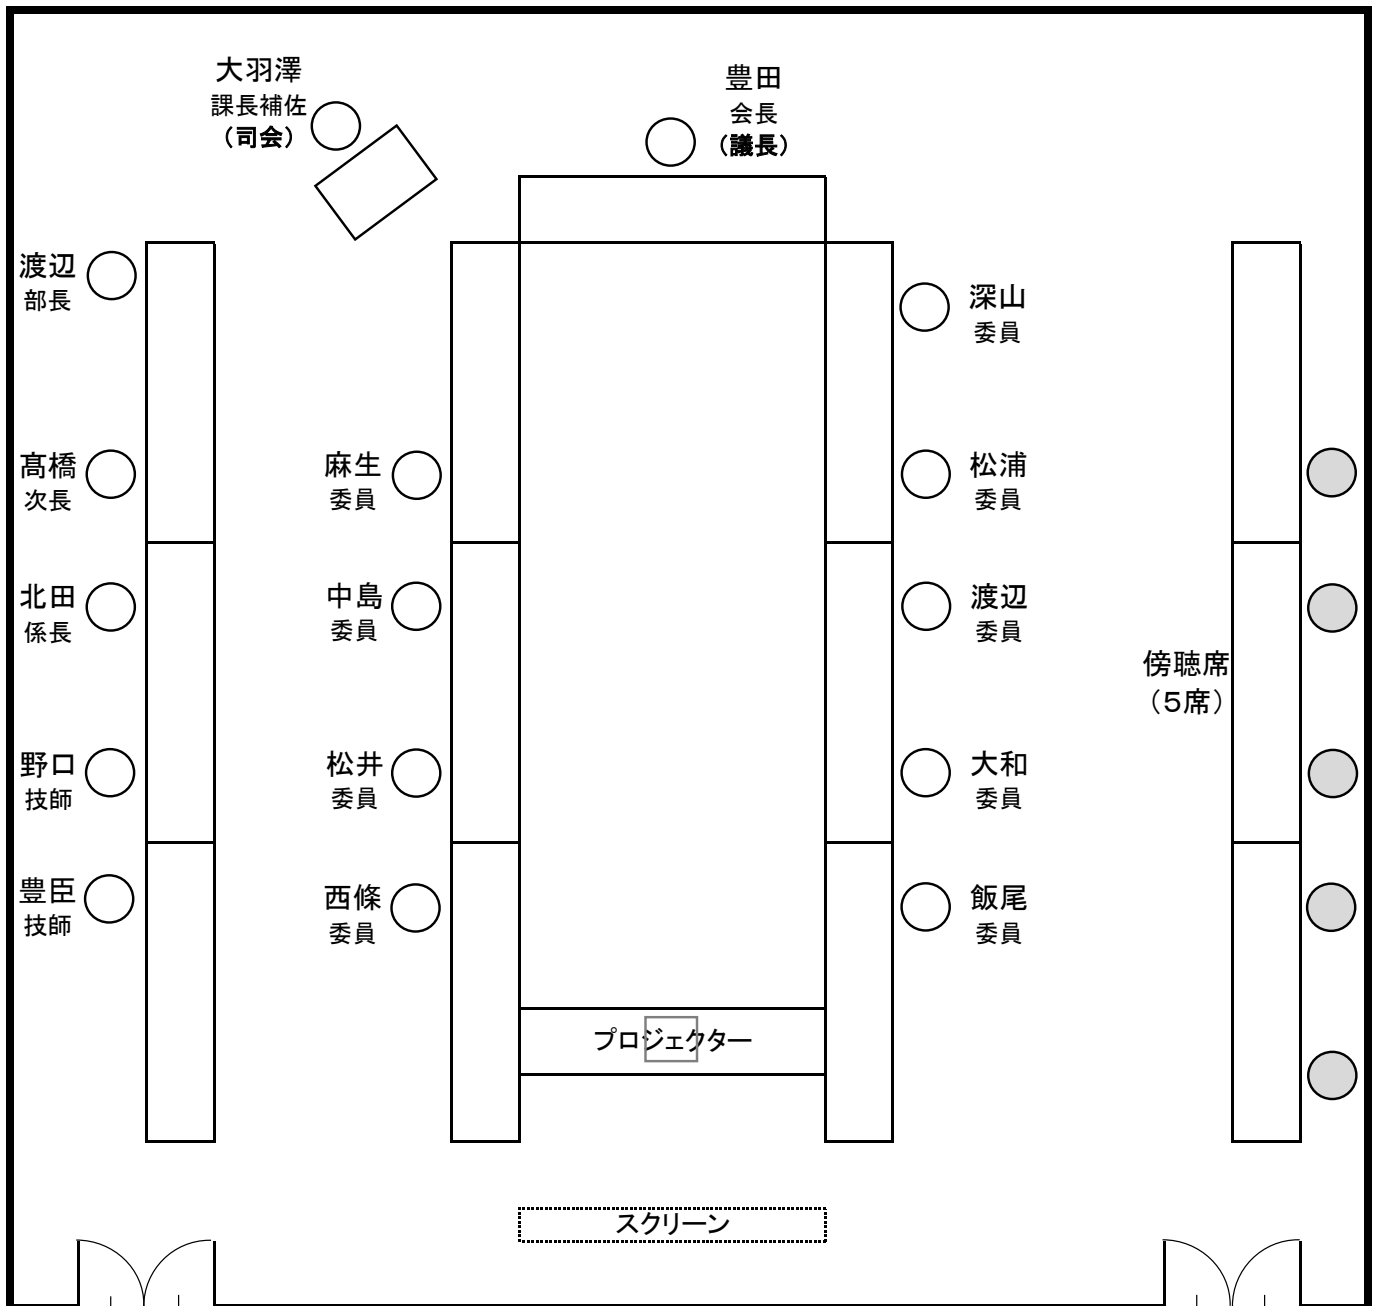 大羽澤
課長補佐
（司会）
豊田
会長
（議長）
渡辺
部長
深山
委員
髙橋
次長
麻生
委員
松浦
委員
北田
係長
中島
委員
渡辺
委員
傍聴席
（5席）
野口
技師
松井
委員
大和
委員
豊臣
技師
西條
委員
飯尾
委員
プロジェクター
スクリーン